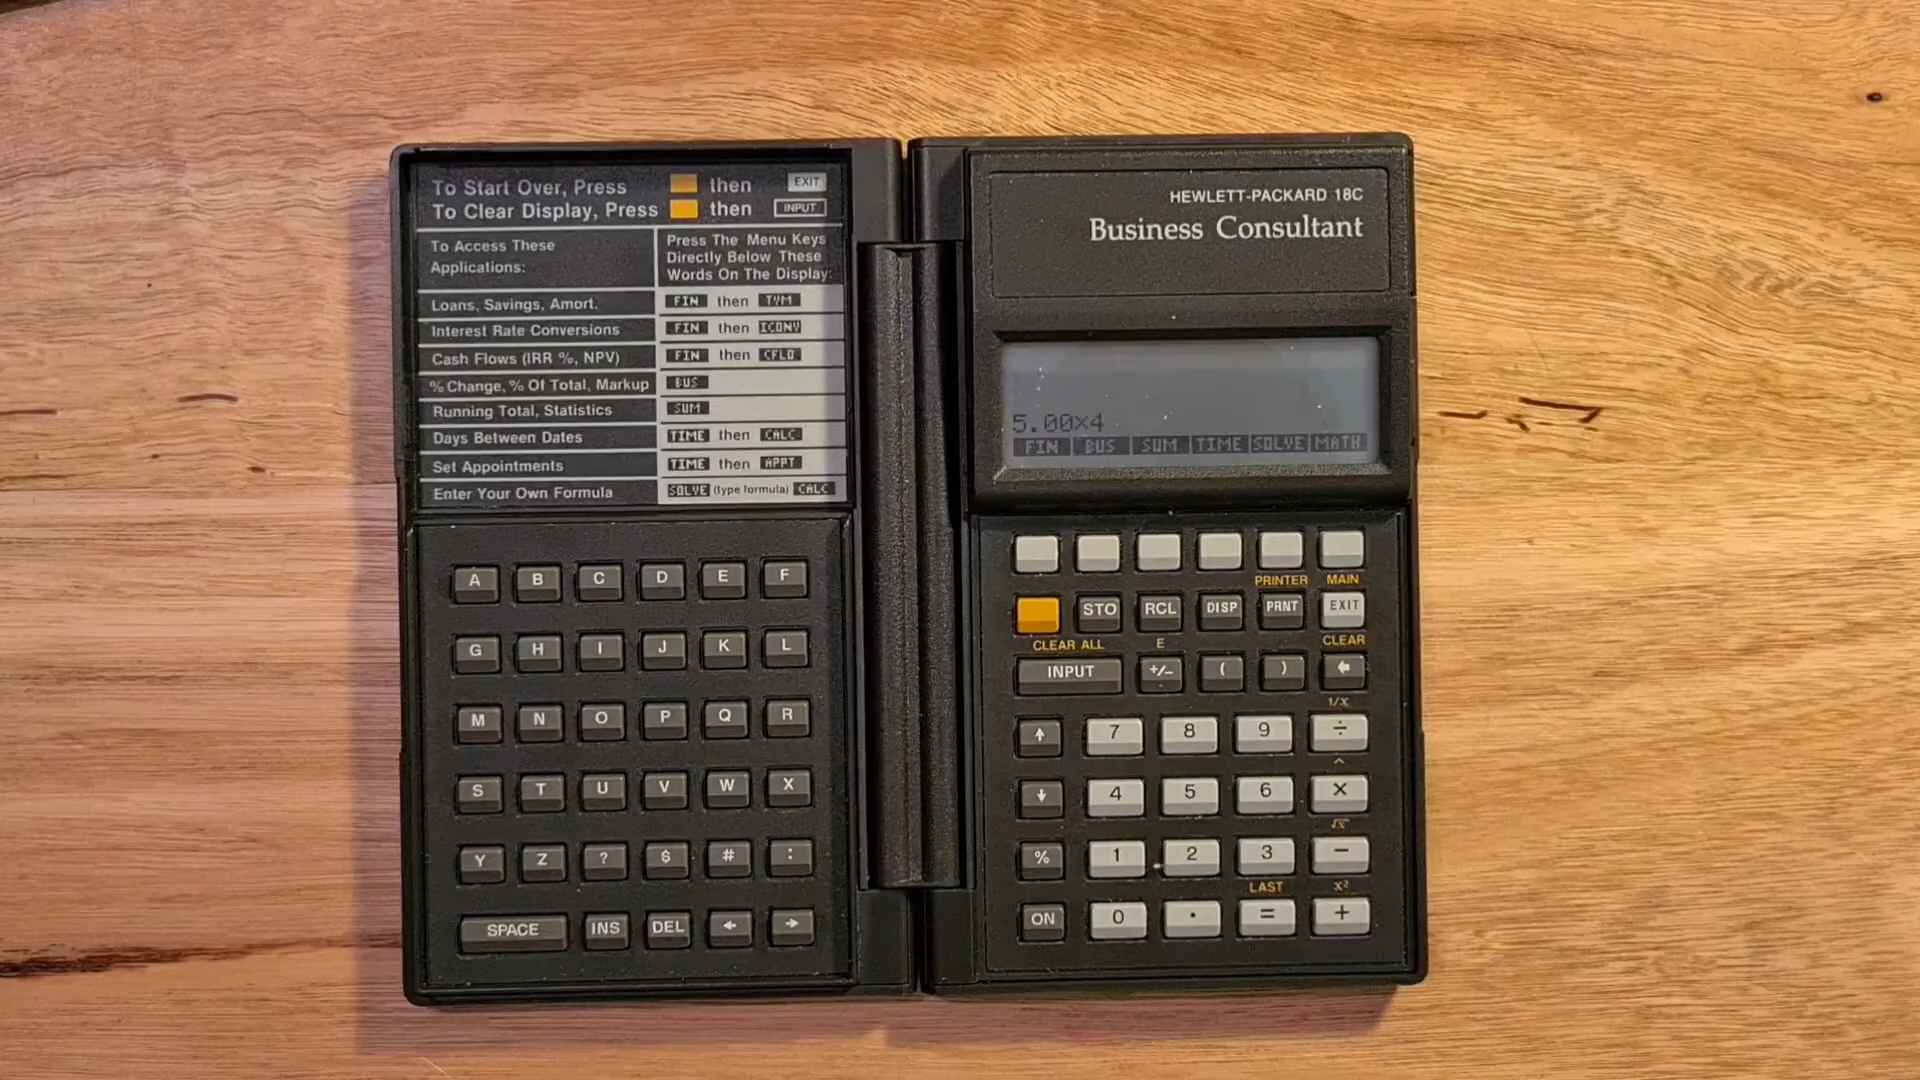 To Start Over, Press then EXIT
To Clear Display, Press then INPUT
To Access These
Applications:
Press The Menu Keys
Directly Below These
Words On The Display:
Loans, Savings, Amort. FIN then TVM
Interest Rate Conversions FIN then ICONV
Cash Flows (IRR %, NPV) FIN then CFLO
% Change, % Of Total, Markup BUS
Running Total, Statistics SUM
Days Between Dates TIME then CALC
Set Appointments TIME then APPT
Enter Your Own Formula SOLVE (type formula) CALC
A B C D E F
G H I J K L
M N O P Q R
S T U V W X
Y Z ? $ # :
SPACE INS DEL ← →
HEWLETT-PACKARD 18C
Business Consultant
5.00×4
FIN BUS SUM TIME SOLVE MATH
PRINTER MAIN
STO RCL DISP PRNT EXIT
CLEAR ALL E CLEAR
INPUT +/− ( ) ←
1/X
↑ 7 8 9 ÷
^
↓ 4 5 6 ×
√x
% 1 2 3 −
LAST x²
ON 0 . = +